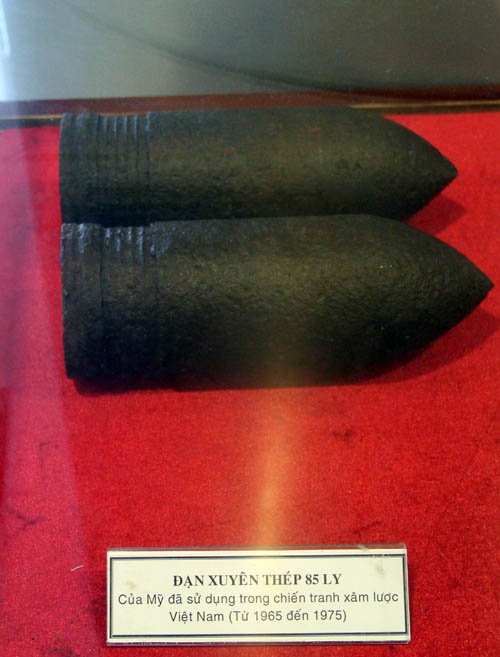 ĐẠN XUYÊN THÉP 85 LY
Của Mỹ đã sử dụng trong chiến tranh xâm lược
Việt Nam (Từ 1965 đến 1975)